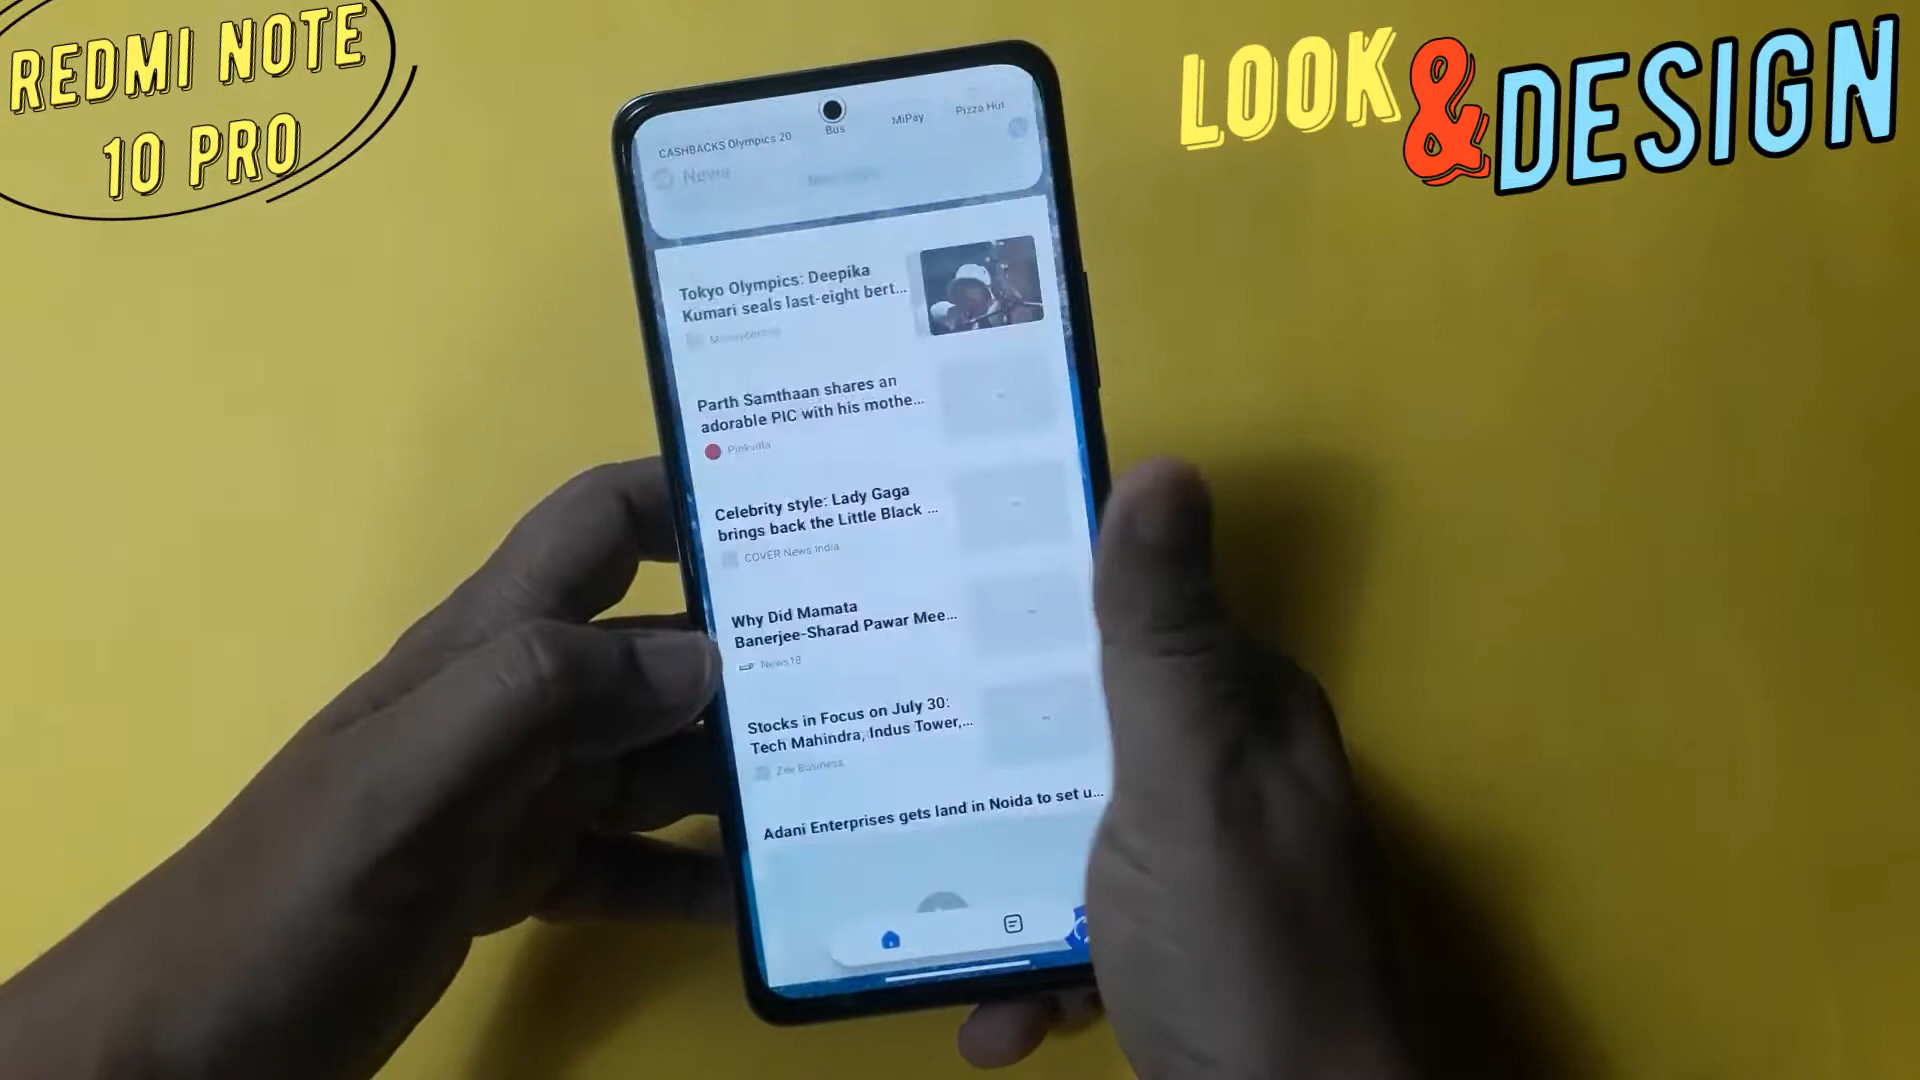 REDMI NOTE
10 PRO
LOOK & DESIGN
CASHBACKS Olympics 20
Bus
MiPay
Pizza Hut
News
Tokyo Olympics: Deepika
Kumari seals last-eight bert...
Moneycontrol
Parth Samthaan shares an
adorable PIC with his mothe...
Pinkvilla
Celebrity style: Lady Gaga
brings back the Little Black ...
COVER News India
Why Did Mamata
Banerjee-Sharad Pawar Mee...
News18
Stocks in Focus on July 30:
Tech Mahindra, Indus Tower,...
Zee Business
Adani Enterprises gets land in Noida to set u...